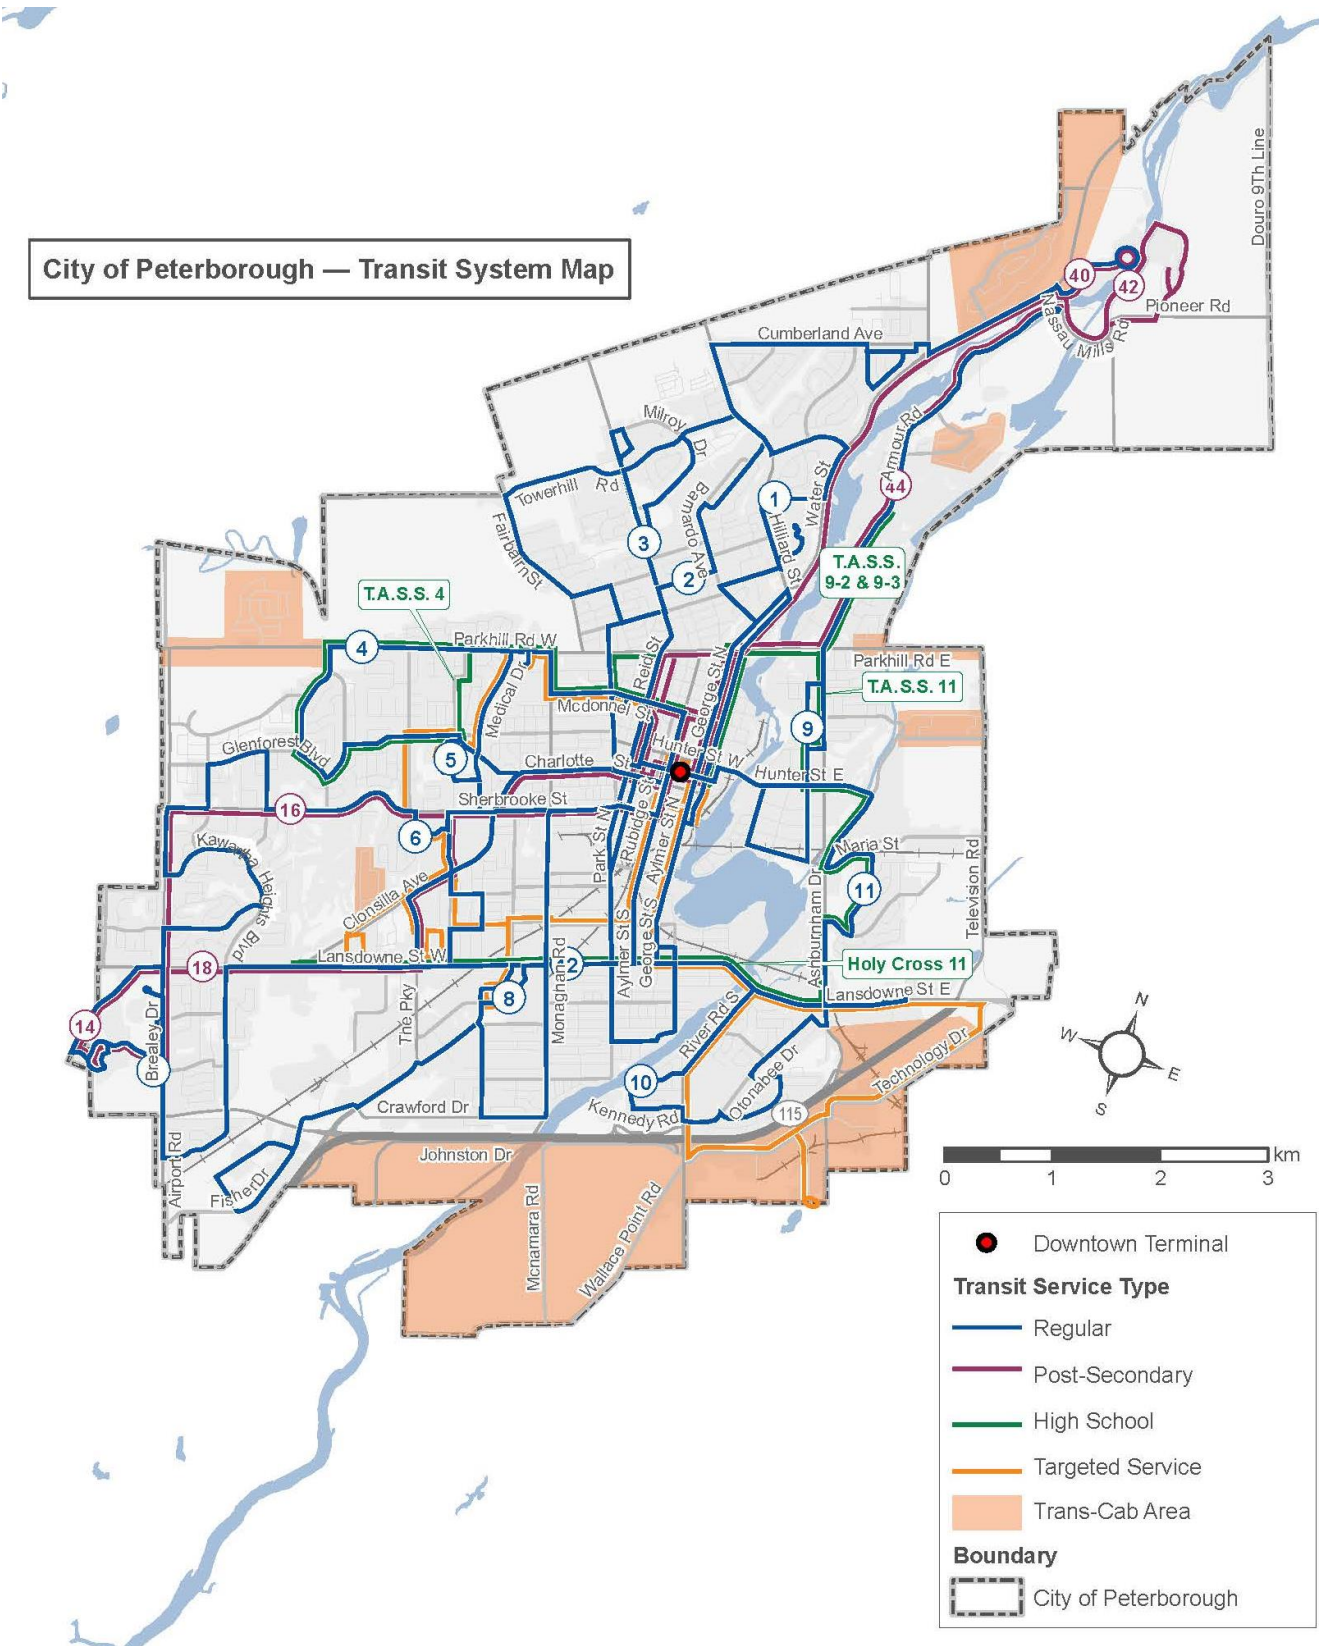 City of Peterborough — Transit System Map
Douro 9Th Line
40
42
Pioneer Rd
Nassau Mills Rd
Cumberland Ave
Milroy Dr
Armour Rd
Towerhill Rd
Barnardo Ave
Water St
44
1
Fairbairn St
3
Hilliard St
2
T.A.S.S.
9-2 & 9-3
T.A.S.S. 4
4
Parkhill Rd W
Reid St
George St N
Parkhill Rd E
T.A.S.S. 11
Medical Dr
Mcdonnel St
9
Glenforest Blvd
5
Charlotte St
Hunter St W
Hunter St E
16
Sherbrooke St
6
Park St N
Rubidge St
Aylmer St N
Maria St
Kawartha Heights Blvd
Clonsilla Ave
11
Television Rd
Ashburnham Dr
Lansdowne St W
18
Aylmer St S
George St S
Monaghan Rd
2
Holy Cross 11
8
Lansdowne St E
14
Brealey Dr
The Pky
River Rd S
10
Otonabee Dr
Technology Dr
Crawford Dr
Kennedy Rd
115
Johnston Dr
Airport Rd
Fisher Dr
Mcnamara Rd
Wallace Point Rd
N
W
E
S
km
0 1 2 3
Downtown Terminal
Transit Service Type
Regular
Post-Secondary
High School
Targeted Service
Trans-Cab Area
Boundary
City of Peterborough